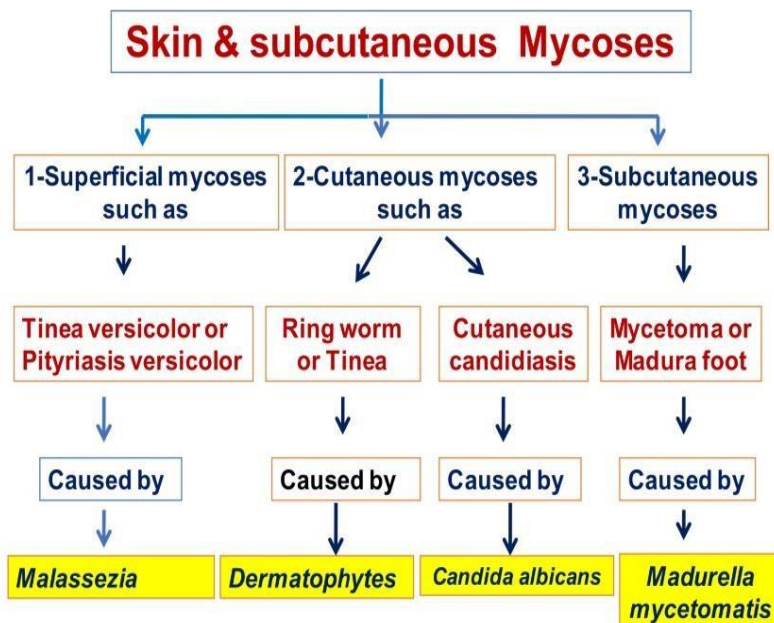 Skin & subcutaneous Mycoses
1-Superficial mycoses
such as
2-Cutaneous mycoses
such as
3-Subcutaneous
mycoses
Tinea versicolor or
Pityriasis versicolor
Ring worm
or Tinea
Cutaneous
candidiasis
Mycetoma or
Madura foot
Caused by
Caused by
Caused by
Caused by
Malassezia
Dermatophytes
Candida albicans
Madurella
mycetomatis